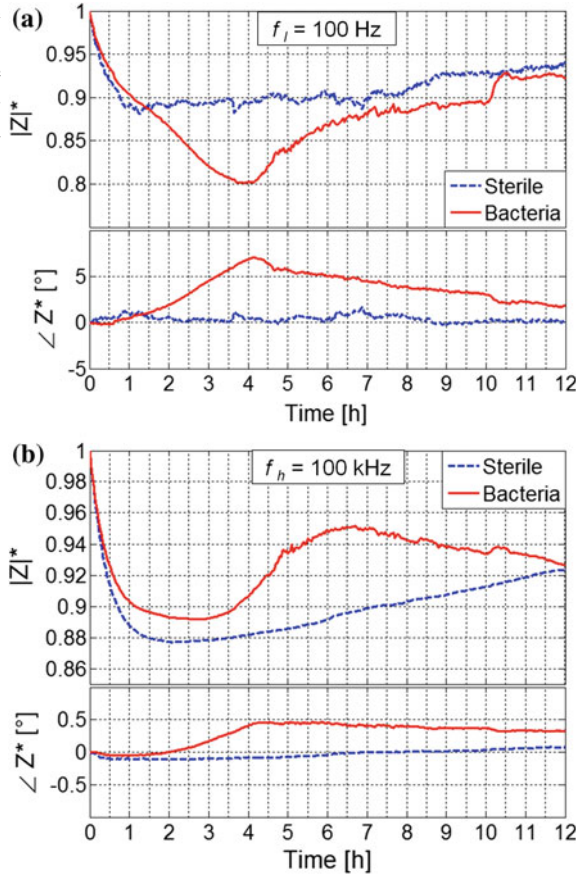 (a)
f_l = 100 Hz
1
0.95
0.9
0.85
0.8
|Z|*
Sterile
Bacteria
5
0
-5
∠ Z* [°]
0 1 2 3 4 5 6 7 8 9 10 11 12
Time [h]
(b)
f_h = 100 kHz
1
0.98
0.96
0.94
0.92
0.9
0.88
0.86
|Z|*
Sterile
Bacteria
0.5
0
-0.5
∠ Z* [°]
0 1 2 3 4 5 6 7 8 9 10 11 12
Time [h]